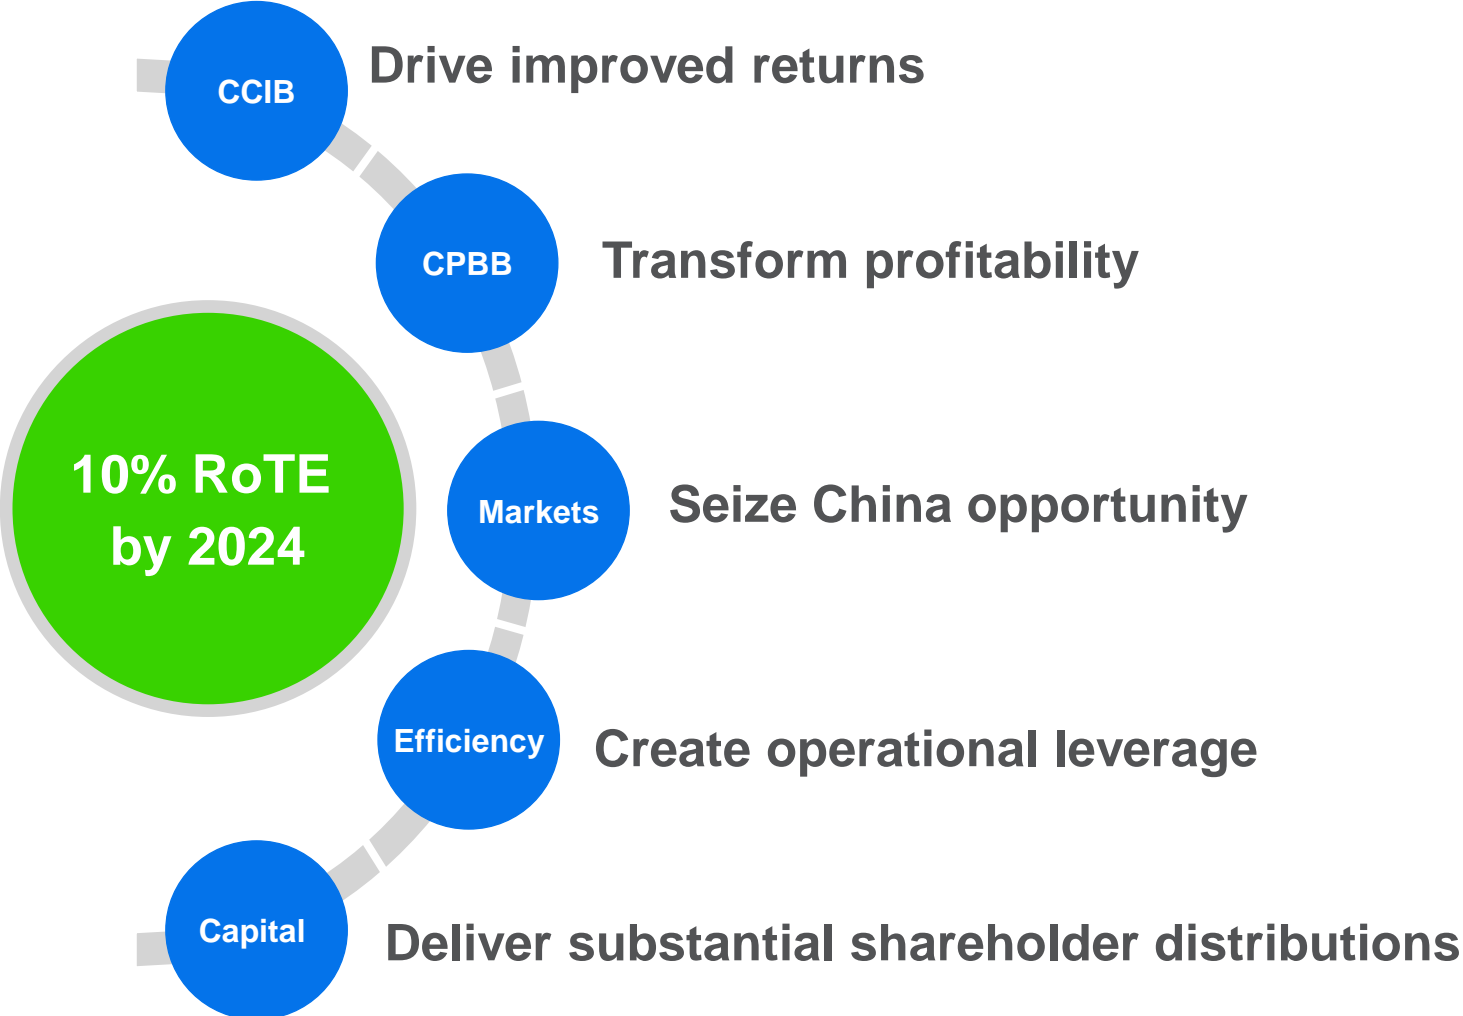 CCIB
Drive improved returns
CPBB
Transform profitability
10% RoTE
by 2024
Markets
Seize China opportunity
Efficiency
Create operational leverage
Capital
Deliver substantial shareholder distributions